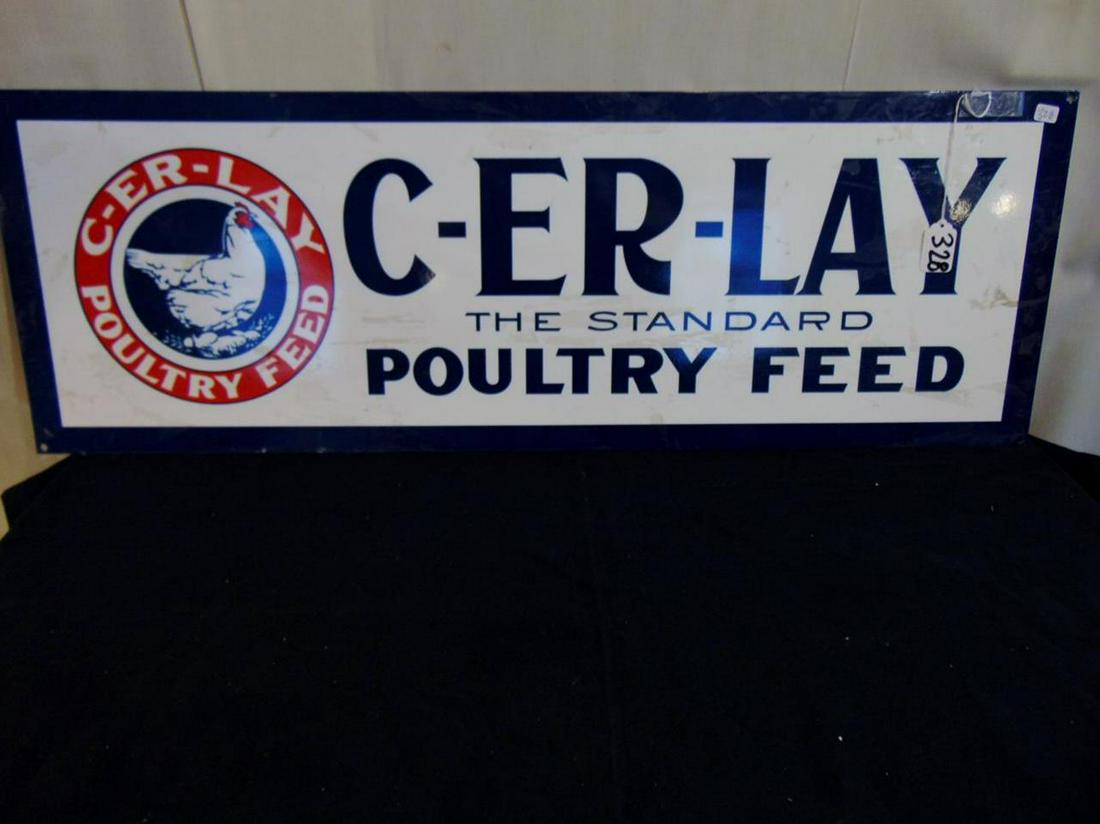 C-ER-LAY
POULTRY FEED
C-ER-LAY
THE STANDARD
POULTRY FEED
328